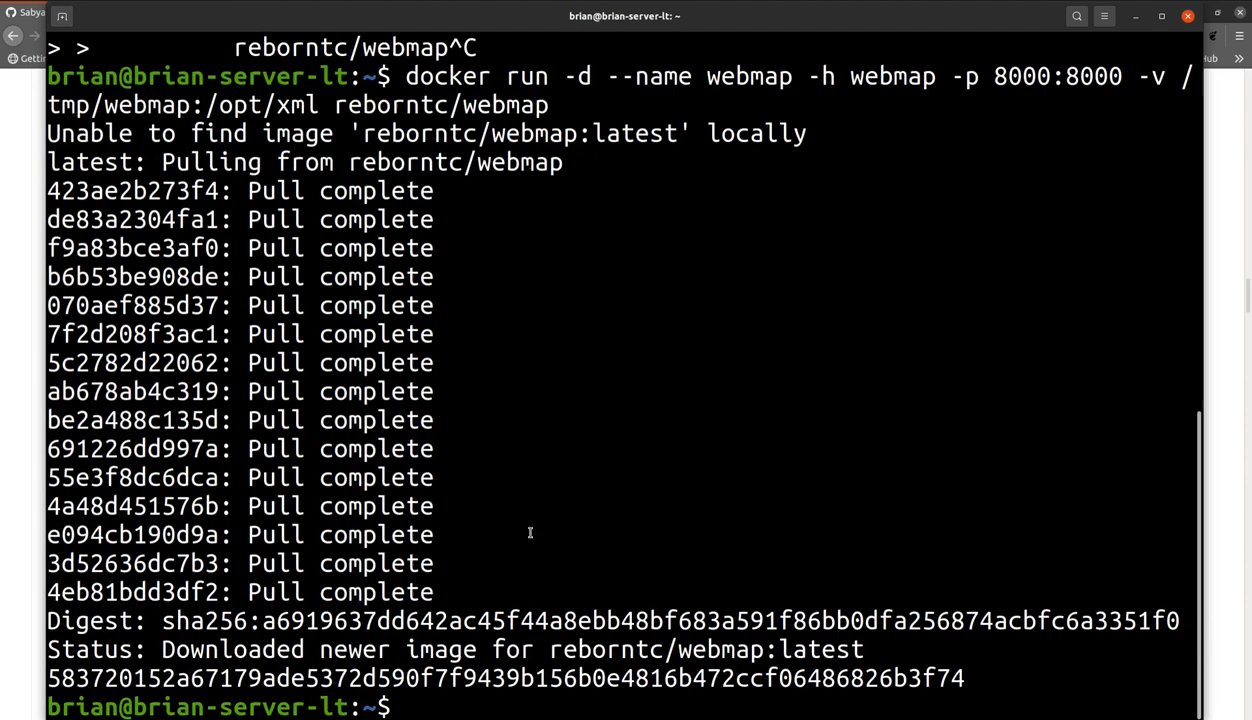 Sabya
brian@brian-server-lt: ~
Gettin
Hub
> >          reborntc/webmap^C
brian@brian-server-lt:~$ docker run -d --name webmap -h webmap -p 8000:8000 -v /
tmp/webmap:/opt/xml reborntc/webmap
Unable to find image 'reborntc/webmap:latest' locally
latest: Pulling from reborntc/webmap
423ae2b273f4: Pull complete
de83a2304fa1: Pull complete
f9a83bce3af0: Pull complete
b6b53be908de: Pull complete
070aef885d37: Pull complete
7f2d208f3ac1: Pull complete
5c2782d22062: Pull complete
ab678ab4c319: Pull complete
be2a488c135d: Pull complete
691226dd997a: Pull complete
55e3f8dc6dca: Pull complete
4a48d451576b: Pull complete
e094cb190d9a: Pull complete
3d52636dc7b3: Pull complete
4eb81bdd3df2: Pull complete
Digest: sha256:a6919637dd642ac45f44a8ebb48bf683a591f86bb0dfa256874acbfc6a3351f0
Status: Downloaded newer image for reborntc/webmap:latest
583720152a67179ade5372d590f7f9439b156b0e4816b472ccf06486826b3f74
brian@brian-server-lt:~$